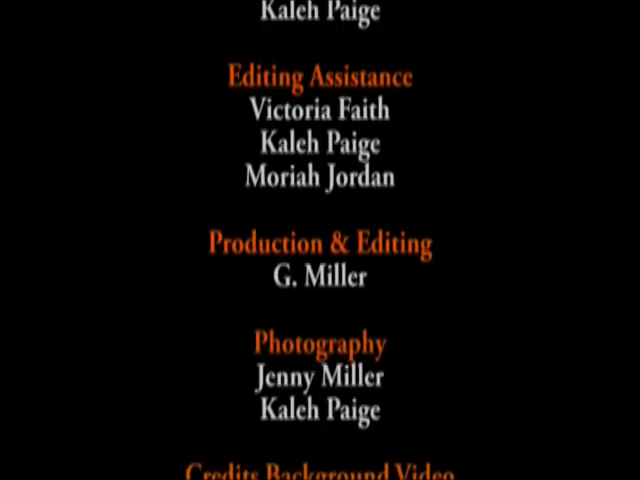 Kaleh Paige
Editing Assistance
Victoria Faith
Kaleh Paige
Moriah Jordan
Production & Editing
G. Miller
Photography
Jenny Miller
Kaleh Paige
Credits Background Video